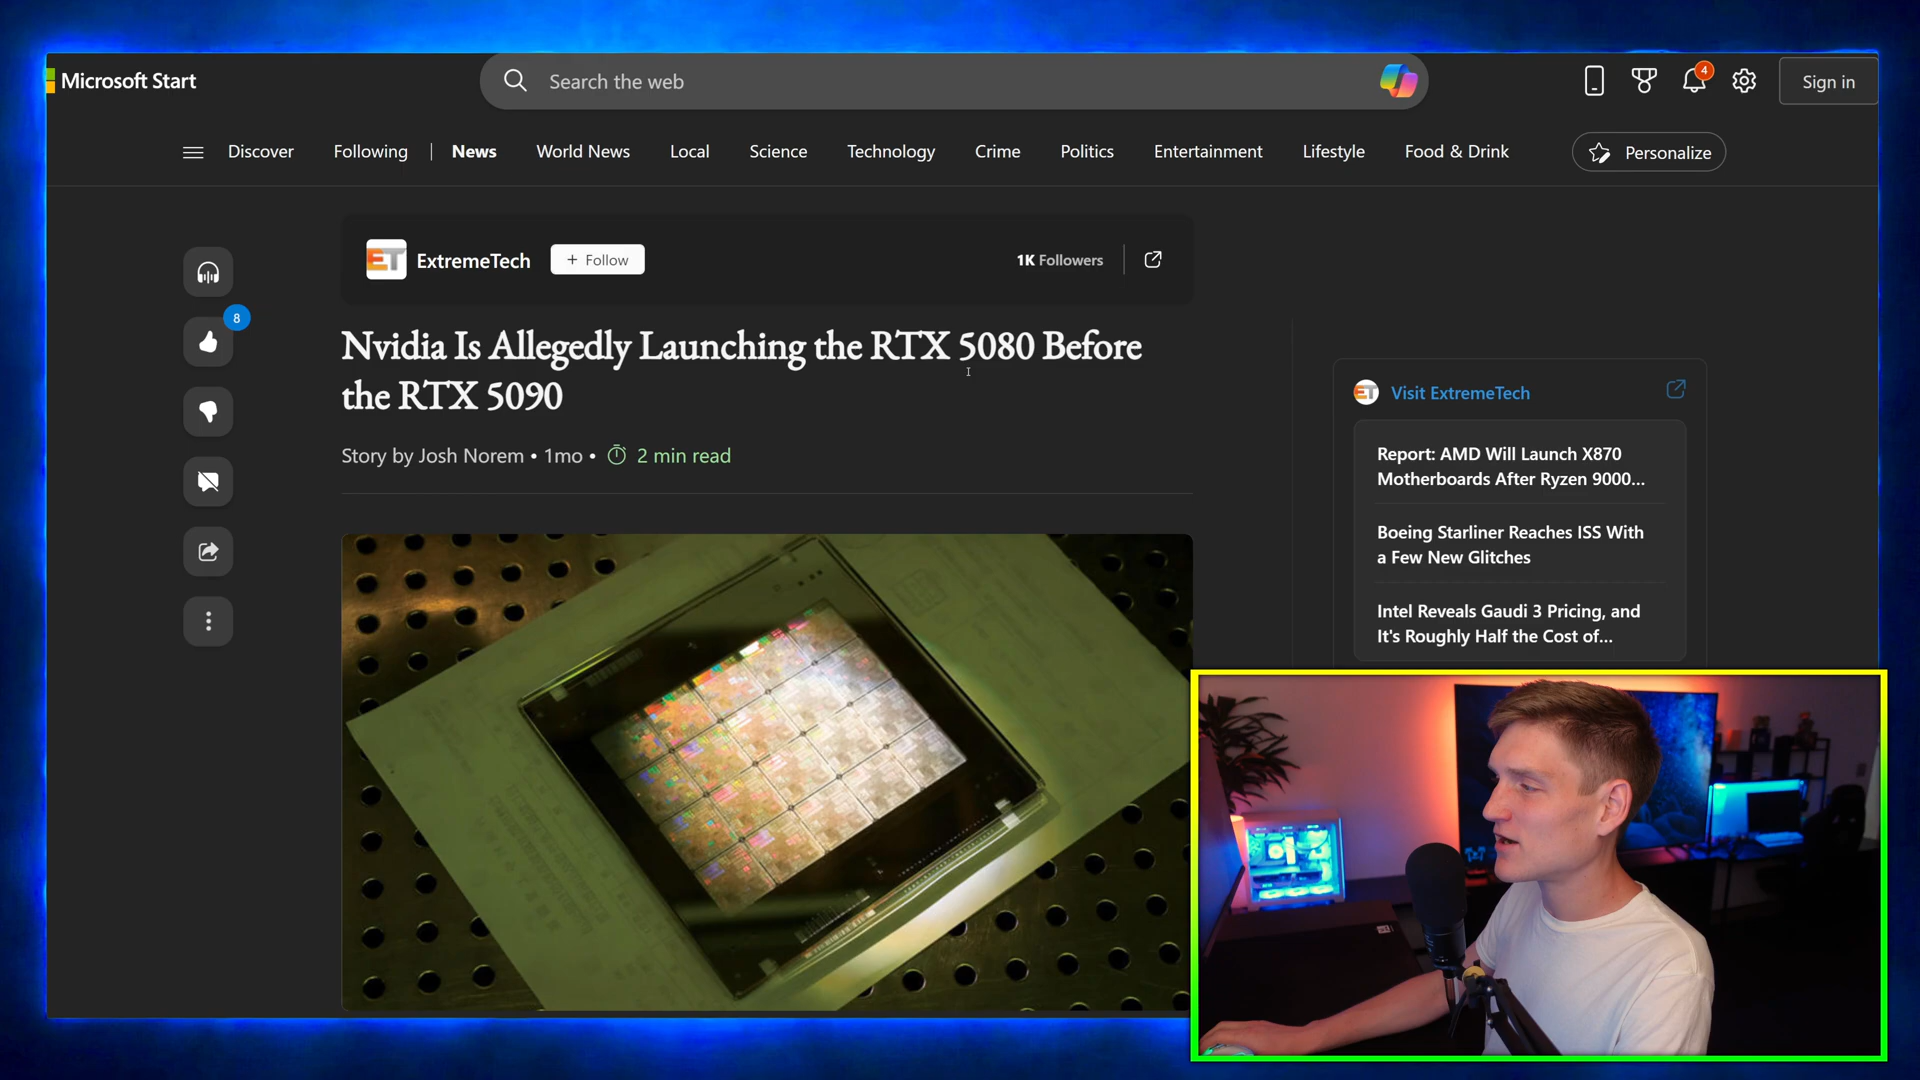 Microsoft Start
Search the web
4
Sign in
Discover
Following
News
World News
Local
Science
Technology
Crime
Politics
Entertainment
Lifestyle
Food & Drink
Personalize
ET
ExtremeTech
+ Follow
1K Followers
8
Nvidia Is Allegedly Launching the RTX 5080 Before
the RTX 5090
Story by Josh Norem • 1mo •
2 min read
ET
Visit ExtremeTech
Report: AMD Will Launch X870
Motherboards After Ryzen 9000...
Boeing Starliner Reaches ISS With
a Few New Glitches
Intel Reveals Gaudi 3 Pricing, and
It's Roughly Half the Cost of...